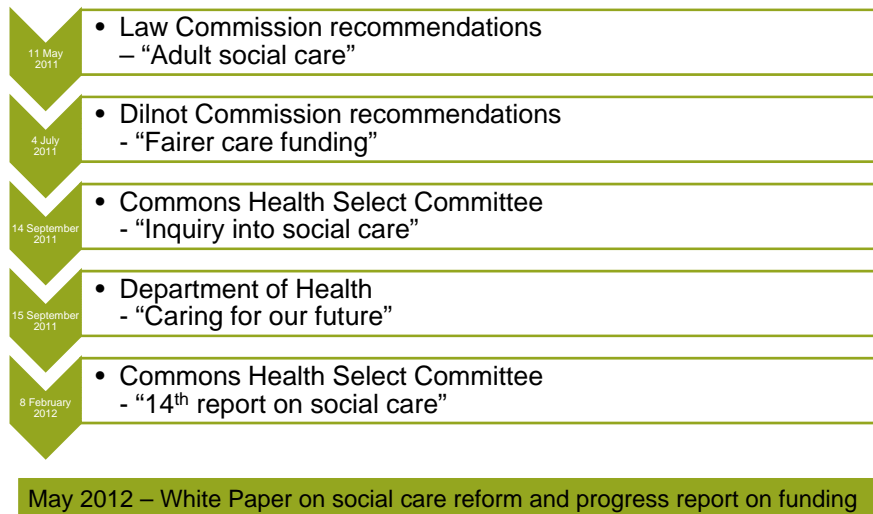 11 May
2011
• Law Commission recommendations
– “Adult social care”
4 July
2011
• Dilnot Commission recommendations
- “Fairer care funding”
14 September
2011
• Commons Health Select Committee
- “Inquiry into social care”
15 September
2011
• Department of Health
- “Caring for our future”
8 February
2012
• Commons Health Select Committee
- “14th report on social care”
May 2012 – White Paper on social care reform and progress report on funding